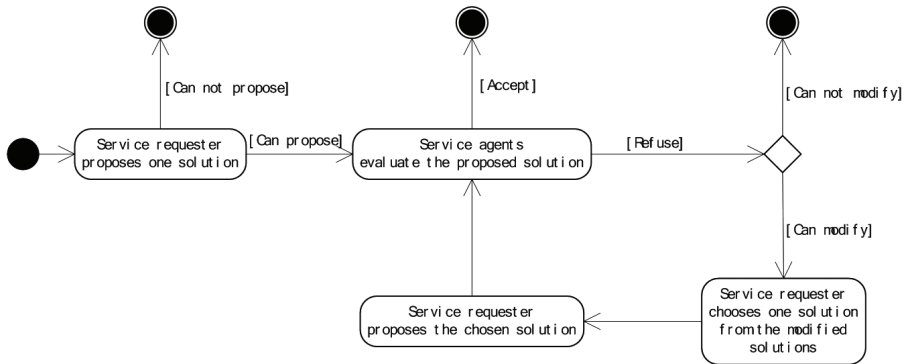 [Can not propose]
[Accept]
[Can not modify]
Service requester
proposes one solution
[Can propose]
Service agents
evaluate the proposed solution
[Refuse]
[Can modify]
Service requester
proposes the chosen solution
Service requester
chooses one solution
from the modified
solutions